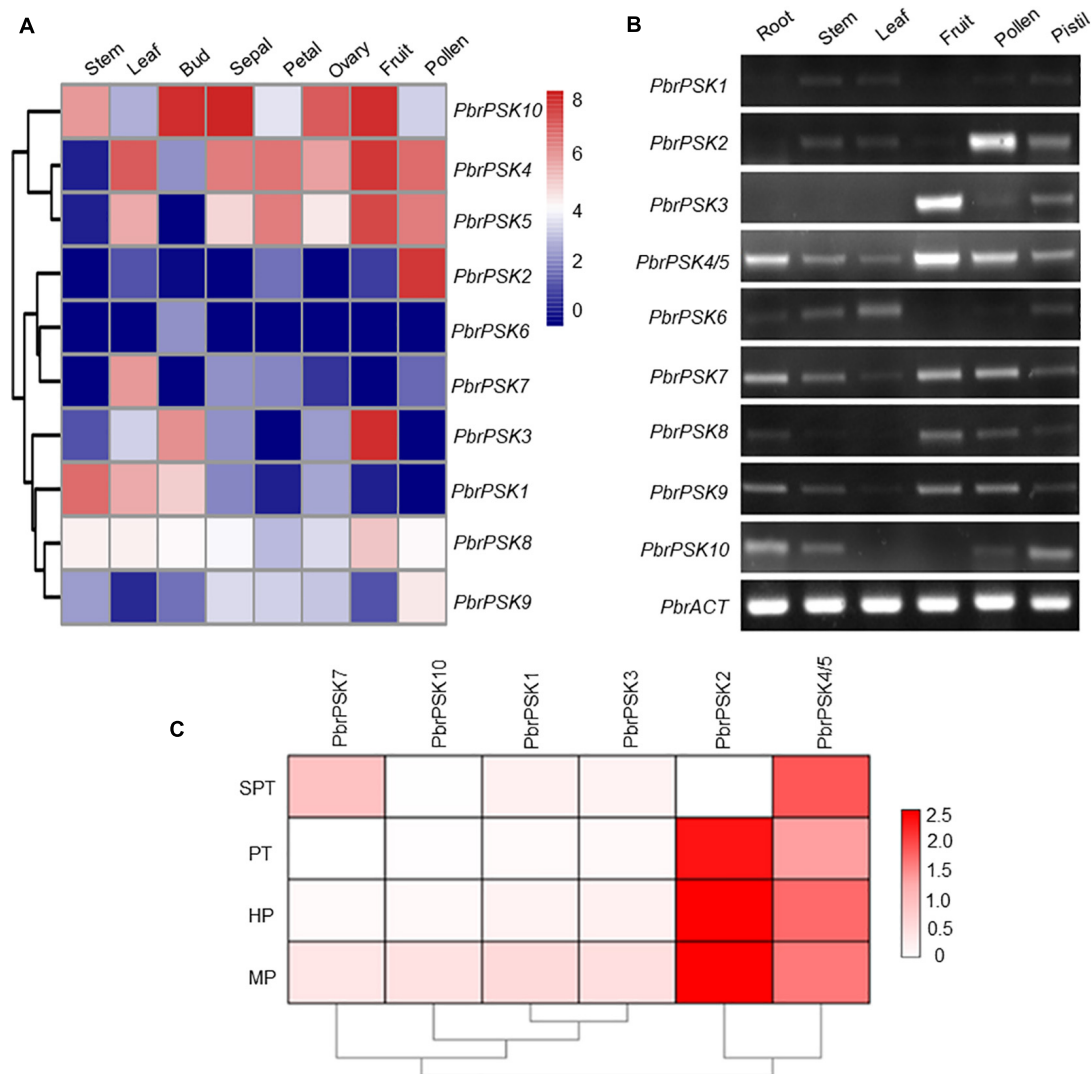 A
Stem Leaf Bud Sepal Petal Ovary Fruit Pollen
PbrPSK10
PbrPSK4
PbrPSK5
PbrPSK2
PbrPSK6
PbrPSK7
PbrPSK3
PbrPSK1
PbrPSK8
PbrPSK9
8
6
4
2
0
B
Root Stem Leaf Fruit Pollen Pistil
PbrPSK1
PbrPSK2
PbrPSK3
PbrPSK4/5
PbrPSK6
PbrPSK7
PbrPSK8
PbrPSK9
PbrPSK10
PbrACT
C
PbrPSK7 PbrPSK10 PbrPSK1 PbrPSK3 PbrPSK2 PbrPSK4/5
SPT
PT
HP
MP
2.5
2.0
1.5
1.0
0.5
0